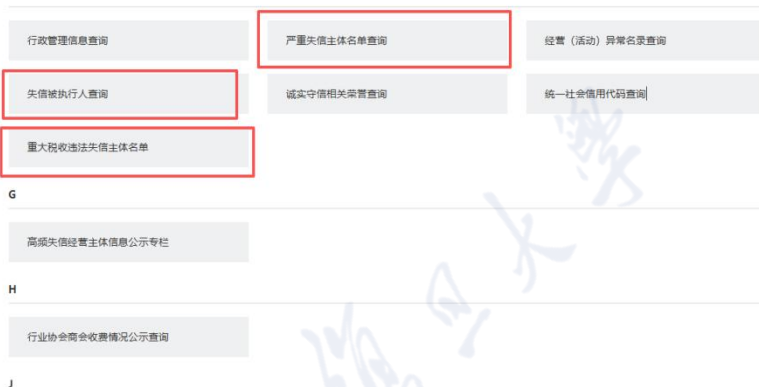 行政管理信息查询
严重失信主体名单查询
经营（活动）异常名录查询
失信被执行人查询
诚实守信相关荣誉查询
统一社会信用代码查询
重大税收违法失信主体名单
G
高频失信经营主体信息公示专栏
H
行业协会商会收费情况公示查询
J
复旦大学